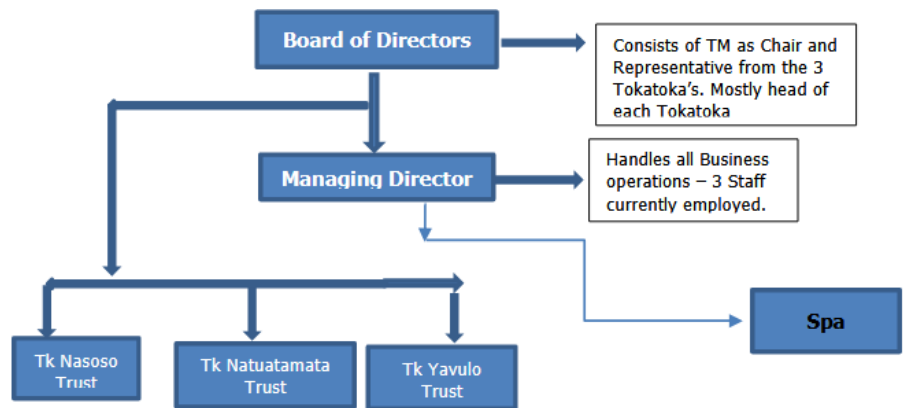 Board of Directors
Consists of TM as Chair and
Representative from the 3
Tokatoka's. Mostly head of
each Tokatoka
Managing Director
Handles all Business
operations – 3 Staff
currently employed.
Spa
Tk Nasoso
Trust
Tk Natuatamata
Trust
Tk Yavulo
Trust